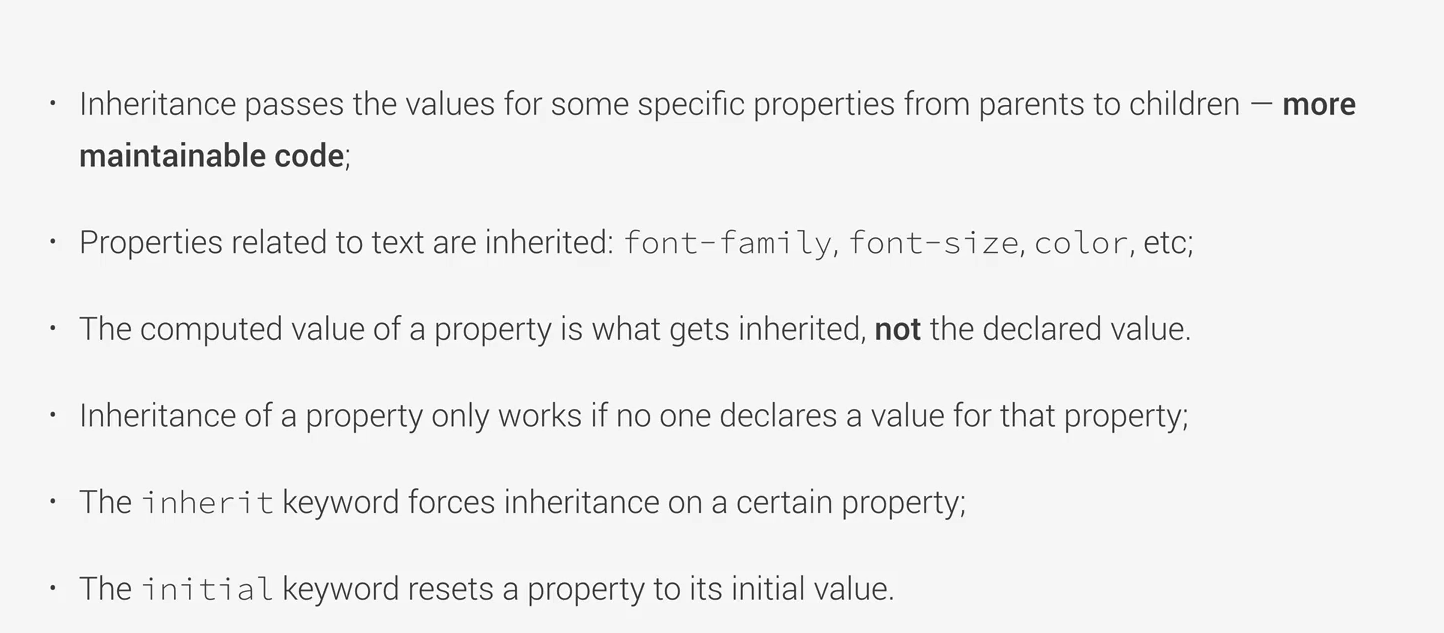 • Inheritance passes the values for some specific properties from parents to children — more
maintainable code;
• Properties related to text are inherited: font-family, font-size, color, etc;
• The computed value of a property is what gets inherited, not the declared value.
• Inheritance of a property only works if no one declares a value for that property;
• The inherit keyword forces inheritance on a certain property;
• The initial keyword resets a property to its initial value.